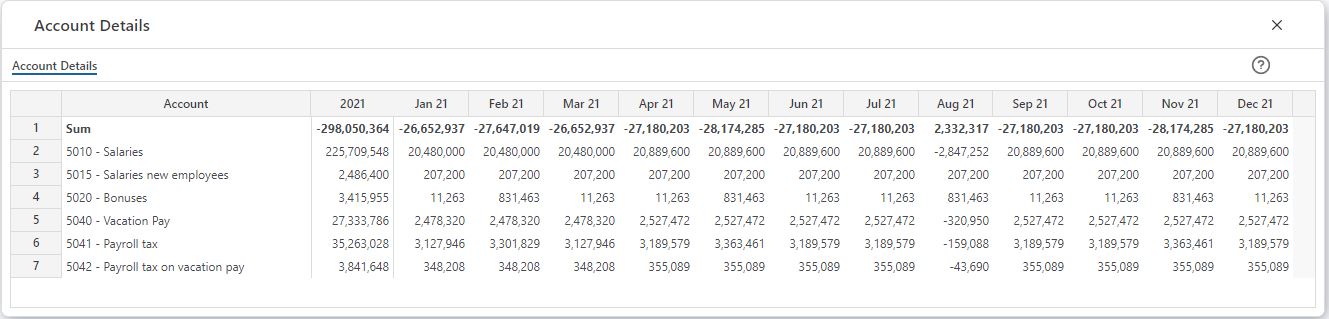 Account Details
Account Details
Account 2021 Jan 21 Feb 21 Mar 21 Apr 21 May 21 Jun 21 Jul 21 Aug 21 Sep 21 Oct 21 Nov 21 Dec 21
1 Sum -298,050,364 -26,652,937 -27,647,019 -26,652,937 -27,180,203 -28,174,285 -27,180,203 -27,180,203 2,332,317 -27,180,203 -27,180,203 -28,174,285 -27,180,203
2 5010 - Salaries 225,709,548 20,480,000 20,480,000 20,480,000 20,889,600 20,889,600 20,889,600 20,889,600 -2,847,252 20,889,600 20,889,600 20,889,600 20,889,600
3 5015 - Salaries new employees 2,486,400 207,200 207,200 207,200 207,200 207,200 207,200 207,200 207,200 207,200 207,200 207,200 207,200
4 5020 - Bonuses 3,415,955 11,263 831,463 11,263 11,263 831,463 11,263 11,263 831,463 11,263 11,263 831,463 11,263
5 5040 - Vacation Pay 27,333,786 2,478,320 2,478,320 2,478,320 2,527,472 2,527,472 2,527,472 2,527,472 -320,950 2,527,472 2,527,472 2,527,472 2,527,472
6 5041 - Payroll tax 35,263,028 3,127,946 3,301,829 3,127,946 3,189,579 3,363,461 3,189,579 3,189,579 -159,088 3,189,579 3,189,579 3,363,461 3,189,579
7 5042 - Payroll tax on vacation pay 3,841,648 348,208 348,208 348,208 355,089 355,089 355,089 355,089 -43,690 355,089 355,089 355,089 355,089